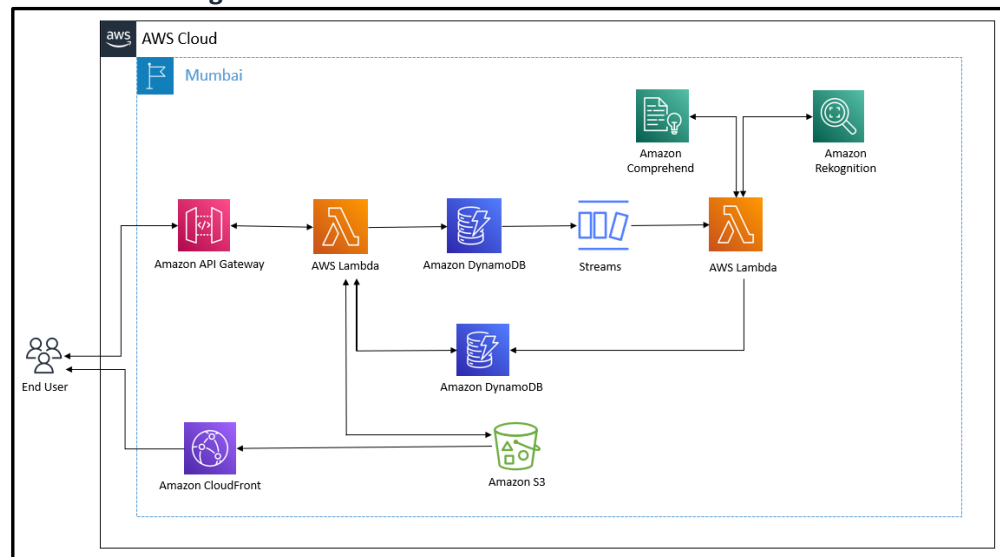 aws
AWS Cloud
Mumbai
Amazon
Comprehend
Amazon
Rekognition
Amazon API Gateway
AWS Lambda
Amazon DynamoDB
Streams
AWS Lambda
End User
Amazon DynamoDB
Amazon CloudFront
Amazon S3